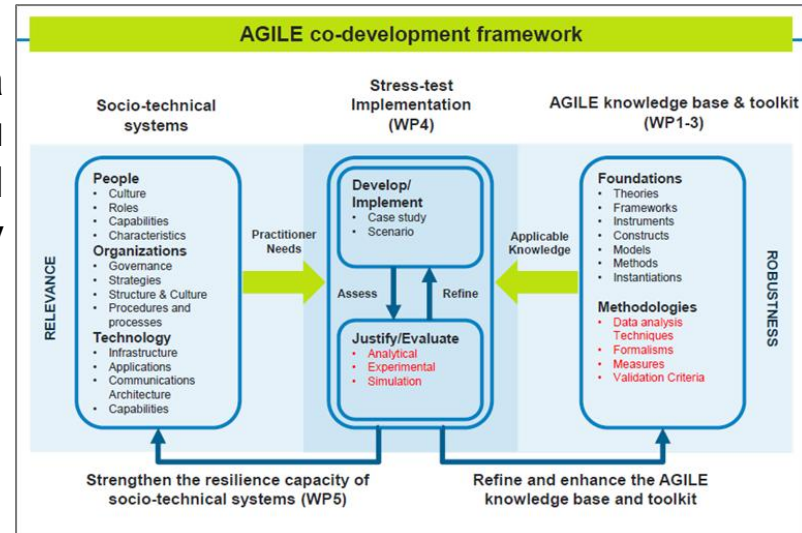 AGILE co-development framework
Socio-technical
systems
Stress-test
Implementation
(WP4)
AGILE knowledge base & toolkit
(WP1-3)
RELEVANCE
People
• Culture
• Roles
• Capabilities
• Characteristics
Organizations
• Governance
• Strategies
• Structure & Culture
• Procedures and
processes
Technology
• Infrastructure
• Applications
• Communications
Architecture
• Capabilities
Practitioner
Needs
Develop/
Implement
• Case study
• Scenario
Assess
Refine
Justify/Evaluate
• Analytical
• Experimental
• Simulation
Applicable
Knowledge
Foundations
• Theories
• Frameworks
• Instruments
• Constructs
• Models
• Methods
• Instantiations
Methodologies
• Data analysis
Techniques
• Formalisms
• Measures
• Validation Criteria
ROBUSTNESS
Strengthen the resilience capacity of
socio-technical systems (WP5)
Refine and enhance the AGILE
knowledge base and toolkit